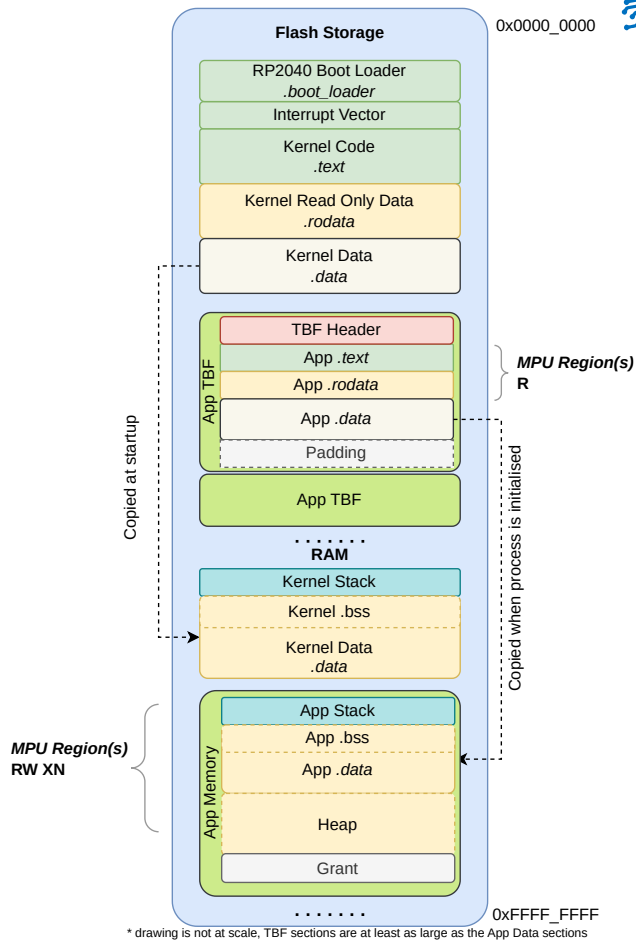 Flash Storage
0x0000_0000
RP2040 Boot Loader
.boot_loader
Interrupt Vector
Kernel Code
.text
Kernel Read Only Data
.rodata
Kernel Data
.data
App TBF
TBF Header
App .text
App .rodata
App .data
Padding
MPU Region(s)
R
App TBF
Copied at startup
Copied when process is initialised
.......
RAM
Kernel Stack
Kernel .bss
Kernel Data
.data
App Memory
App Stack
App .bss
App .data
Heap
Grant
MPU Region(s)
RW XN
.......
0xFFFF_FFFF
* drawing is not at scale, TBF sections are at least as large as the App Data sections